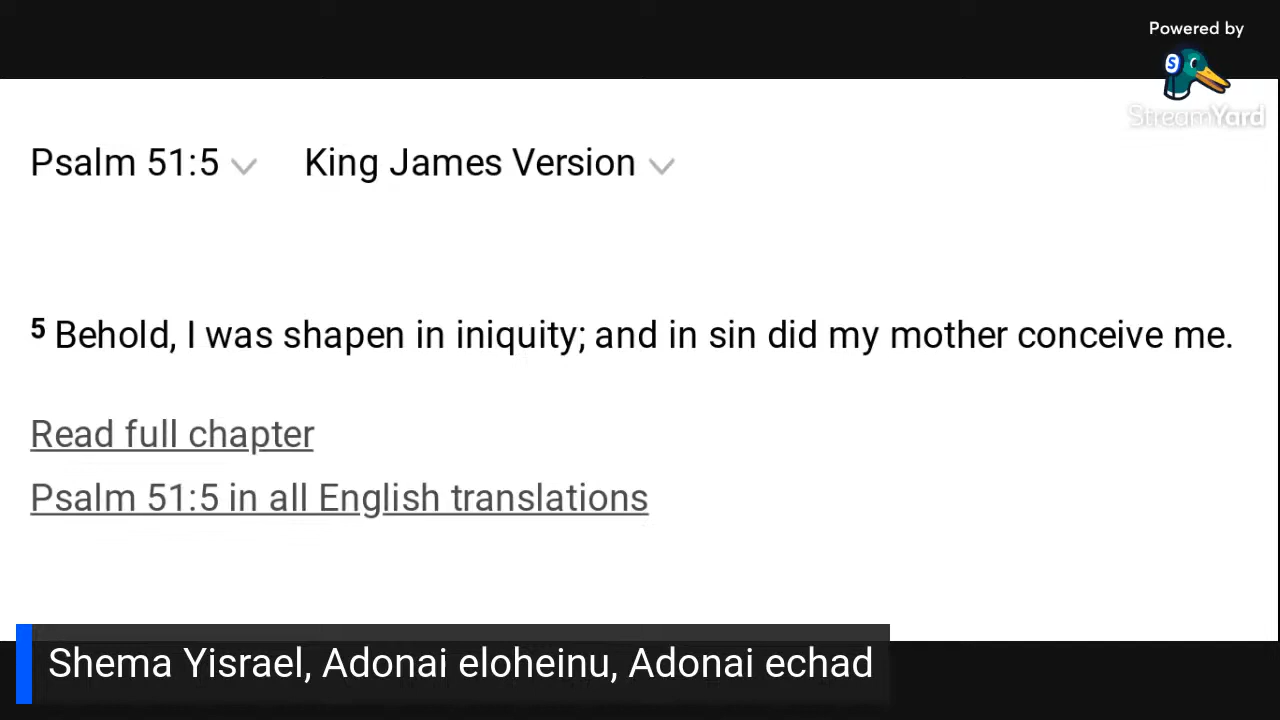 Powered by
S
StreamYard
Psalm 51:5 King James Version
5 Behold, I was shapen in iniquity; and in sin did my mother conceive me.
Read full chapter
Psalm 51:5 in all English translations
Shema Yisrael, Adonai eloheinu, Adonai echad